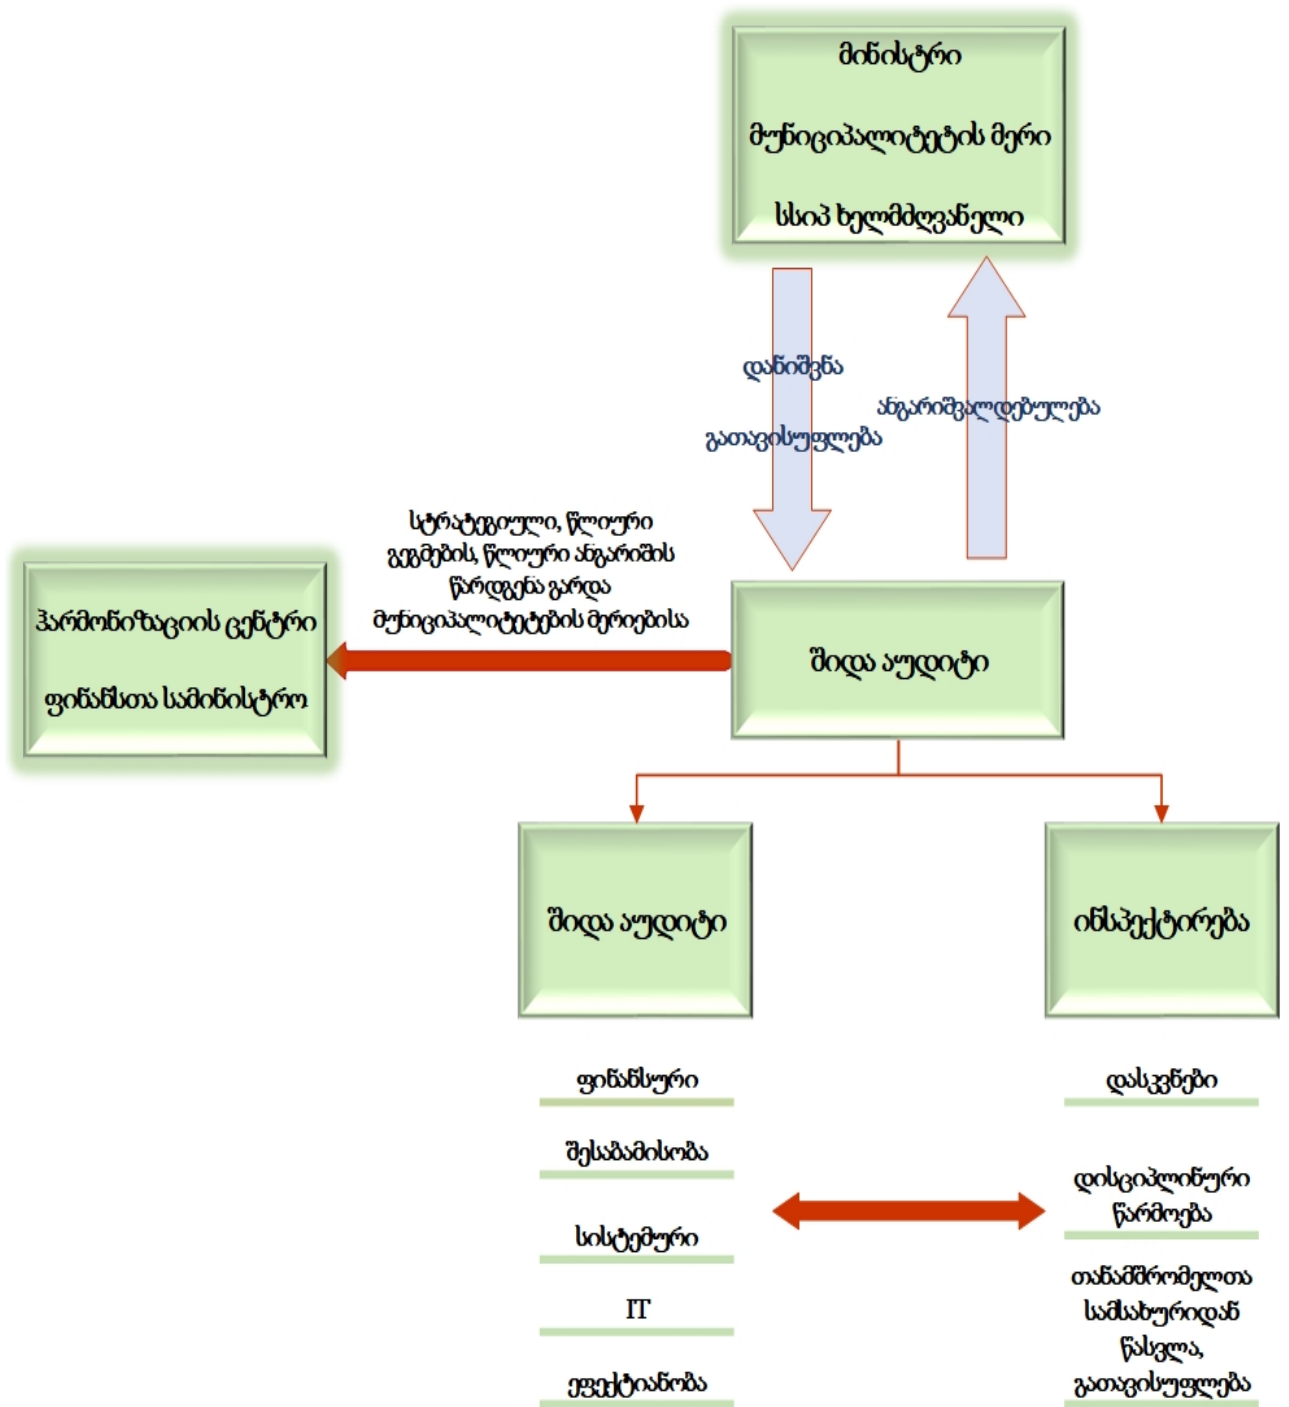 მინისტრი
მუნიციპალიტეტის მერი
სსიპ ხელმძღვანელი
დანიშვნა
გათავისუფლება
ანგარიშვალდებულება
სტრატეგიული, წლიური
გეგმების, წლიური ანგარიშის
წარდგენა გარდა
მუნიციპალიტეტების მერიებისა
ჰარმონიზაციის ცენტრი
ფინანსთა სამინისტრო
შიდა აუდიტი
შიდა აუდიტი
ინსპექტირება
ფინანსური
შესაბამისობა
სისტემური
IT
ეფექტიანობა
დასკვნები
დისციპლინური
წარმოება
თანამშრომელთა
სამსახურიდან
წასვლა,
გათავისუფლება